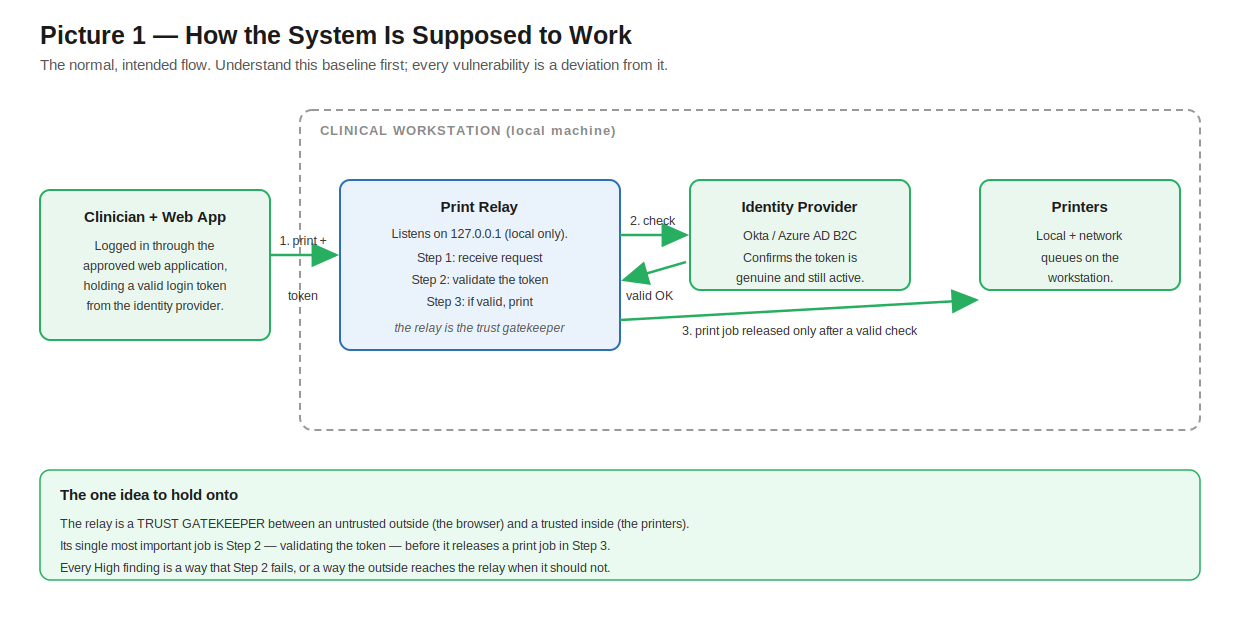 Picture 1 — How the System Is Supposed to Work
The normal, intended flow. Understand this baseline first; every vulnerability is a deviation from it.
CLINICAL WORKSTATION (local machine)
Clinician + Web App
Logged in through the
approved web application,
holding a valid login token
from the identity provider.
1. print +
token
Print Relay
Listens on 127.0.0.1 (local only).
Step 1: receive request
Step 2: validate the token
Step 3: if valid, print
the relay is the trust gatekeeper
2. check
valid OK
Identity Provider
Okta / Azure AD B2C
Confirms the token is
genuine and still active.
Printers
Local + network
queues on the
workstation.
3. print job released only after a valid check
The one idea to hold onto
The relay is a TRUST GATEKEEPER between an untrusted outside (the browser) and a trusted inside (the printers).
Its single most important job is Step 2 — validating the token — before it releases a print job in Step 3.
Every High finding is a way that Step 2 fails, or a way the outside reaches the relay when it should not.